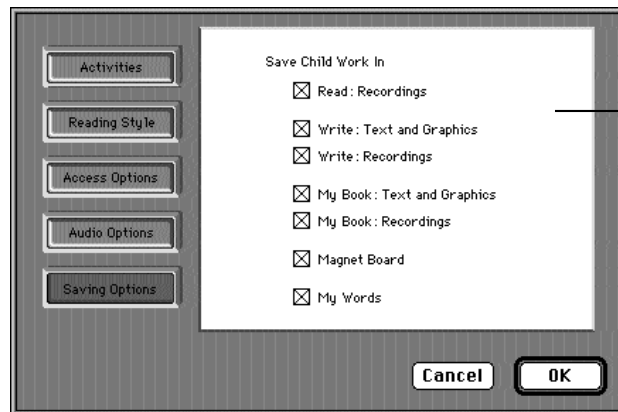 Activities
Reading Style
Access Options
Audio Options
Saving Options
Save Child Work In
Read: Recordings
Write: Text and Graphics
Write: Recordings
My Book: Text and Graphics
My Book: Recordings
Magnet Board
My Words
Cancel
OK